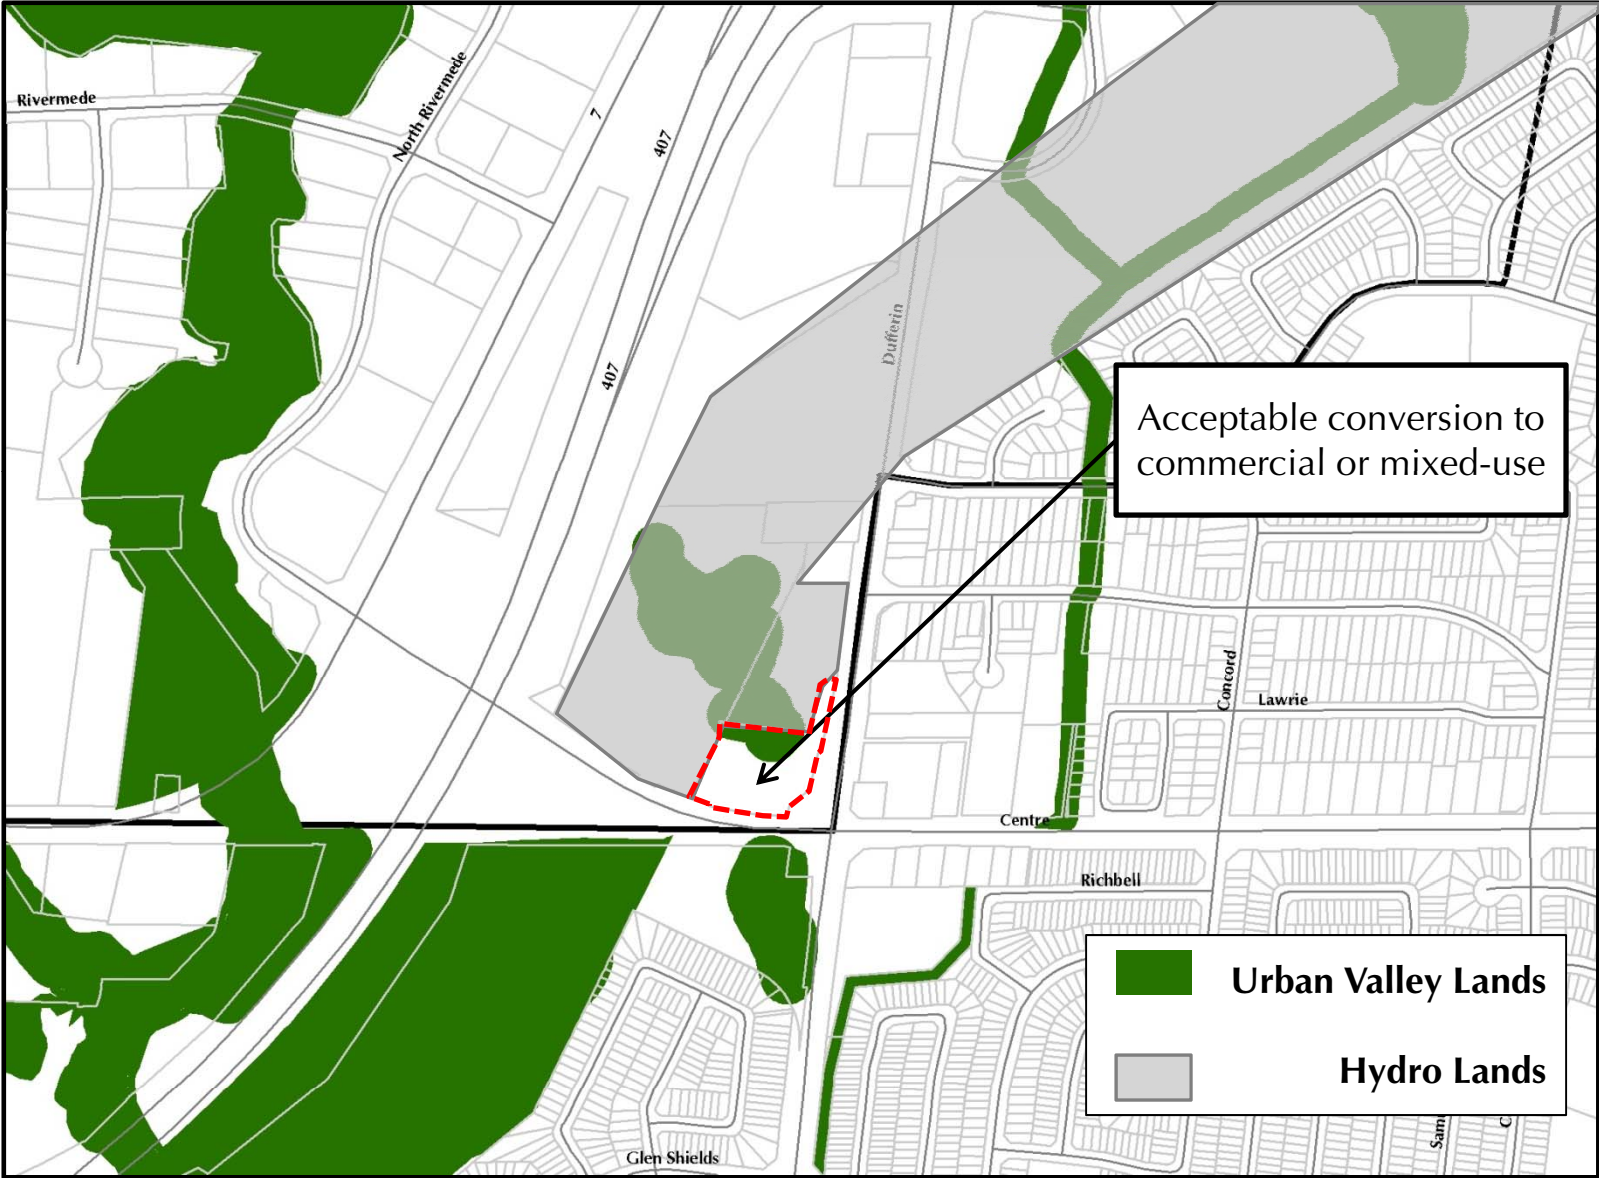 Rivermede
North Rivermede
7
407
407
Dufferin
Acceptable conversion to
commercial or mixed-use
Concord
Lawrie
Centre
Richbell
Urban Valley Lands
Hydro Lands
Glen Shields